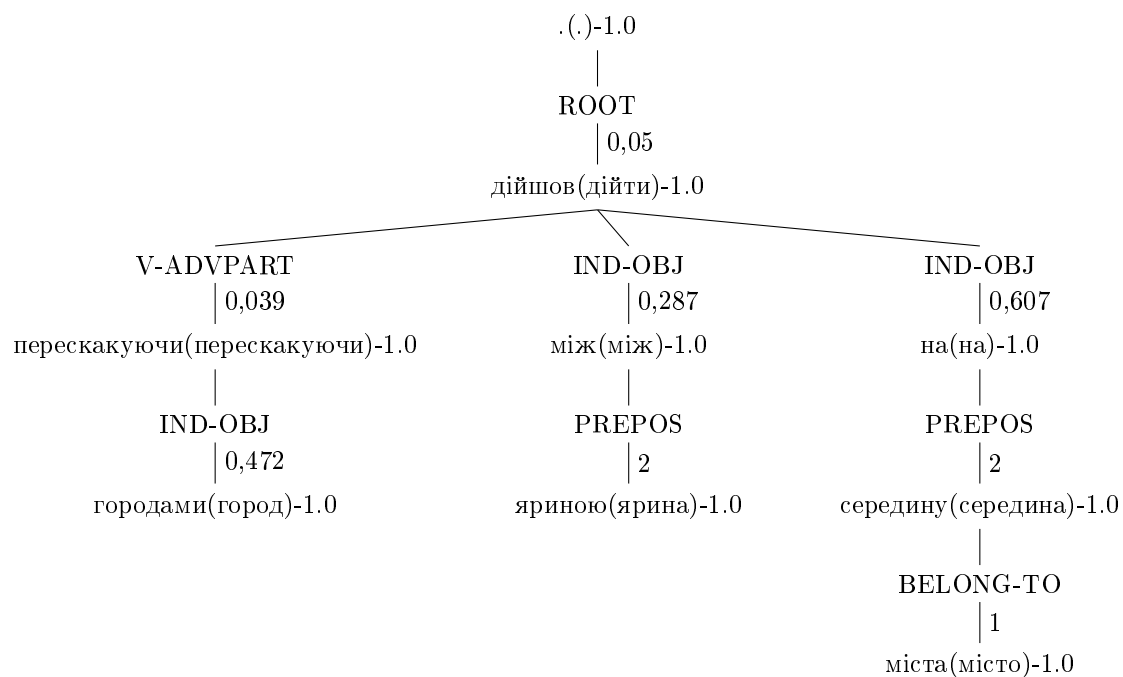 .(.)-1.0
ROOT
0,05
дійшов(дійти)-1.0
V-ADVPART IND-OBJ IND-OBJ
0,039 0,287 0,607
перескакуючи(перескакуючи)-1.0 між(між)-1.0 на(на)-1.0
IND-OBJ PREPOS PREPOS
0,472 2 2
городами(город)-1.0 яриною(ярина)-1.0 середину(середина)-1.0
BELONG-TO
1
міста(місто)-1.0